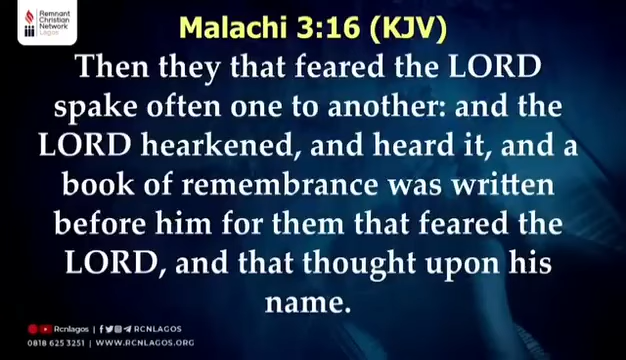 Remnant
Christian
Network
Lagos
Malachi 3:16 (KJV)
Then they that feared the LORD
spake often one to another: and the
LORD hearkened, and heard it, and a
book of remembrance was written
before him for them that feared the
LORD, and that thought upon his
name.
Rcnlagos | RCNLAGOS
0818 625 3251 | WWW.RCNLAGOS.ORG